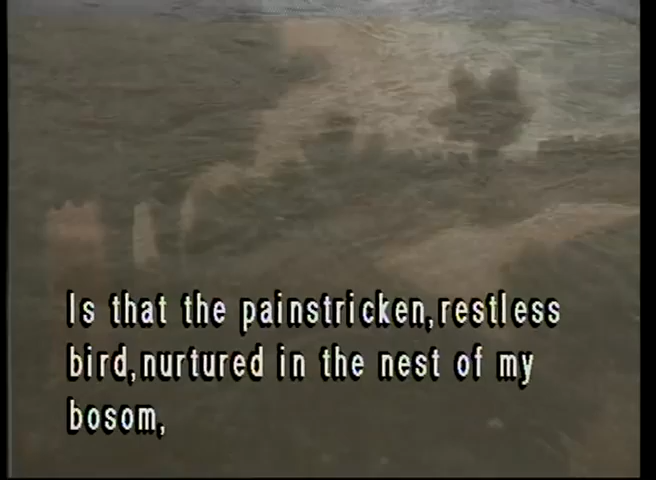 Is that the painstricken,restless
bird,nurtured in the nest of my
bosom,